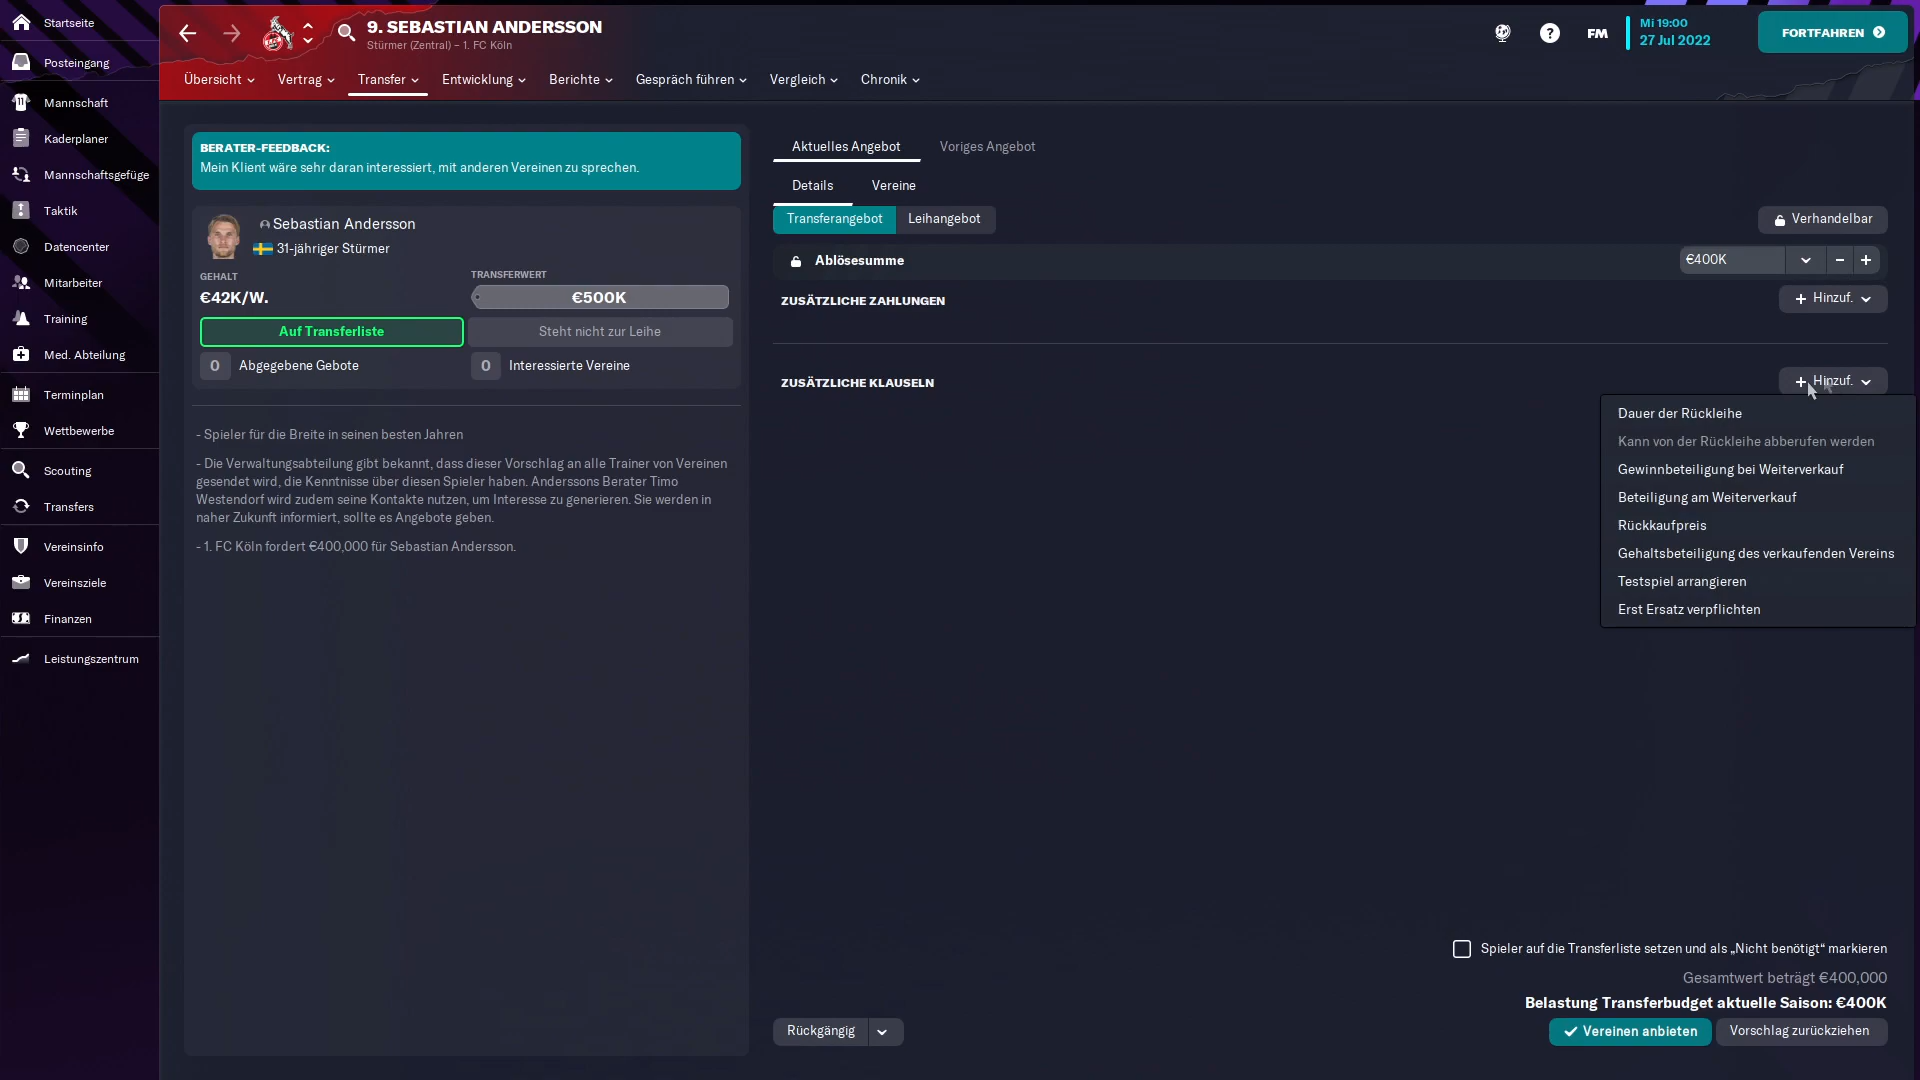 Startseite
Posteingang
Mannschaft
Kaderplaner
Mannschaftsgefüge
Taktik
Datencenter
Mitarbeiter
Training
Med. Abteilung
Terminplan
Wettbewerbe
Scouting
Transfers
Vereinsinfo
Vereinsziele
Finanzen
Leistungszentrum
9. SEBASTIAN ANDERSSON
Stürmer (Zentral) – 1. FC Köln
FM
Mi 19:00
27 Jul 2022
FORTFAHREN
Übersicht
Vertrag
Transfer
Entwicklung
Berichte
Gespräch führen
Vergleich
Chronik
BERATER-FEEDBACK:
Mein Klient wäre sehr daran interessiert, mit anderen Vereinen zu sprechen.
Sebastian Andersson
31-jähriger Stürmer
GEHALT
€42K/W.
TRANSFERWERT
€500K
Auf Transferliste
Steht nicht zur Leihe
0 Abgegebene Gebote
0 Interessierte Vereine
- Spieler für die Breite in seinen besten Jahren
- Die Verwaltungsabteilung gibt bekannt, dass dieser Vorschlag an alle Trainer von Vereinen
gesendet wird, die Kenntnisse über diesen Spieler haben. Anderssons Berater Timo
Westendorf wird zudem seine Kontakte nutzen, um Interesse zu generieren. Sie werden in
naher Zukunft informiert, sollte es Angebote geben.
- 1. FC Köln fordert €400,000 für Sebastian Andersson.
Aktuelles Angebot
Voriges Angebot
Details
Vereine
Transferangebot
Leihangebot
Verhandelbar
Ablösesumme
€400K
ZUSÄTZLICHE ZAHLUNGEN
+ Hinzuf.
ZUSÄTZLICHE KLAUSELN
+ Hinzuf.
Dauer der Rückleihe
Kann von der Rückleihe abberufen werden
Gewinnbeteiligung bei Weiterverkauf
Beteiligung am Weiterverkauf
Rückkaufpreis
Gehaltsbeteiligung des verkaufenden Vereins
Testspiel arrangieren
Erst Ersatz verpflichten
Spieler auf die Transferliste setzen und als „Nicht benötigt“ markieren
Gesamtwert beträgt €400,000
Belastung Transferbudget aktuelle Saison: €400K
Rückgängig
Vereinen anbieten
Vorschlag zurückziehen